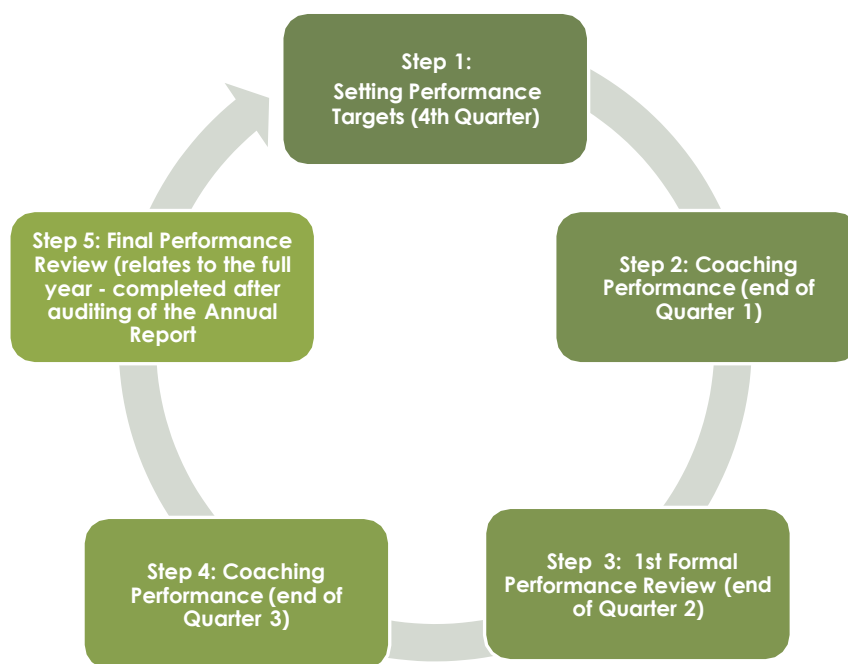 Step 1:
Setting Performance
Targets (4th Quarter)
Step 2: Coaching
Performance (end of
Quarter 1)
Step 3: 1st Formal
Performance Review (end
of Quarter 2)
Step 4: Coaching
Performance (end of
Quarter 3)
Step 5: Final Performance
Review (relates to the full
year - completed after
auditing of the Annual
Report